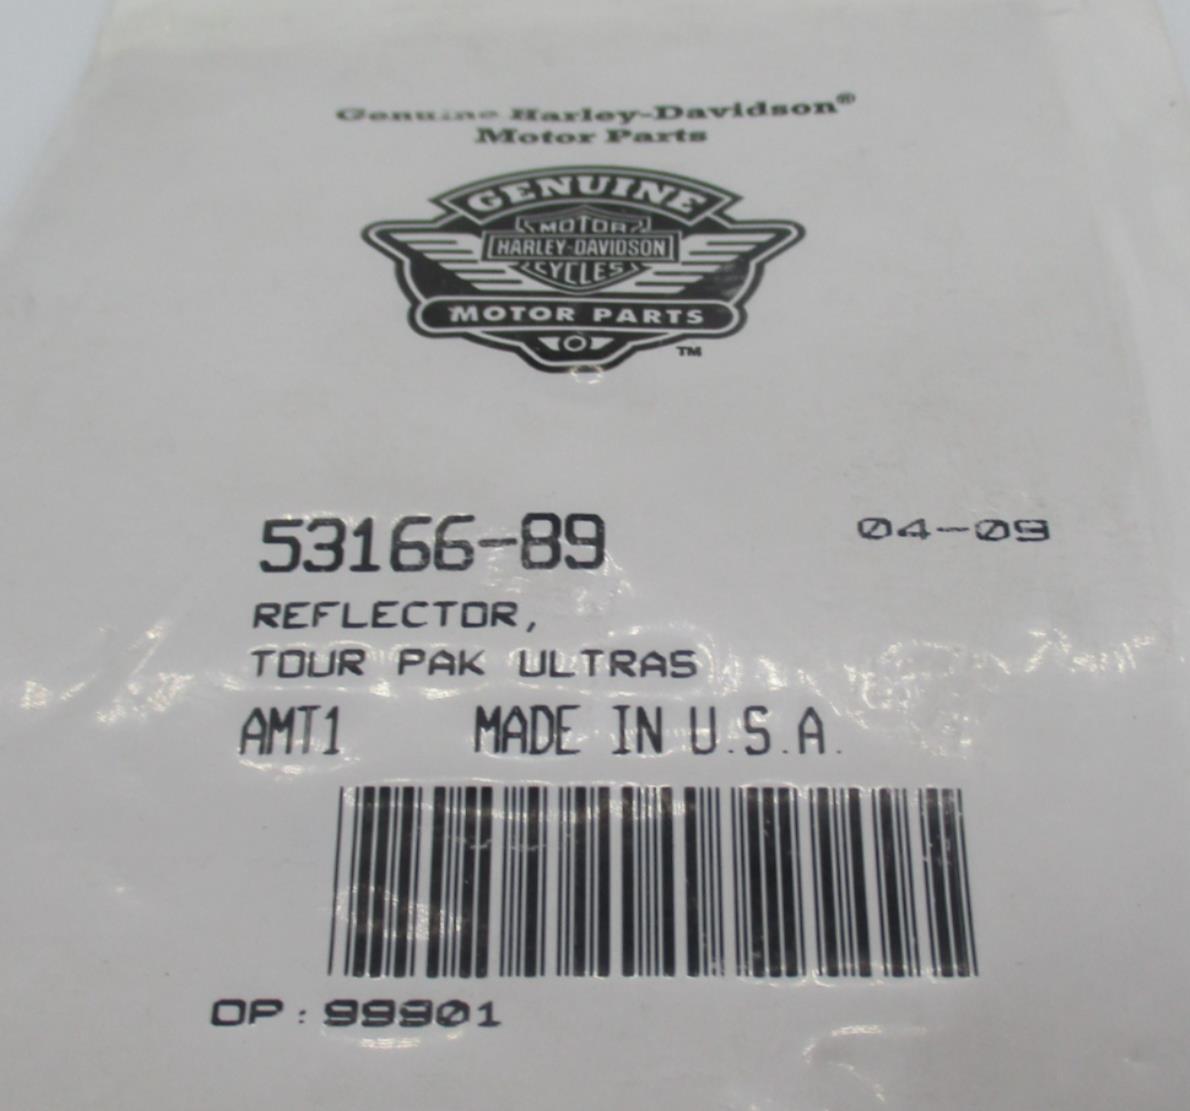 Genuine Harley-Davidson®
Motor Parts
GENUINE
MOTOR
HARLEY-DAVIDSON
CYCLES
MOTOR PARTS
TM
53166-89 04-09
REFLECTOR,
TOUR PAK ULTRAS
AMT1 MADE IN U.S.A.
OP:99901